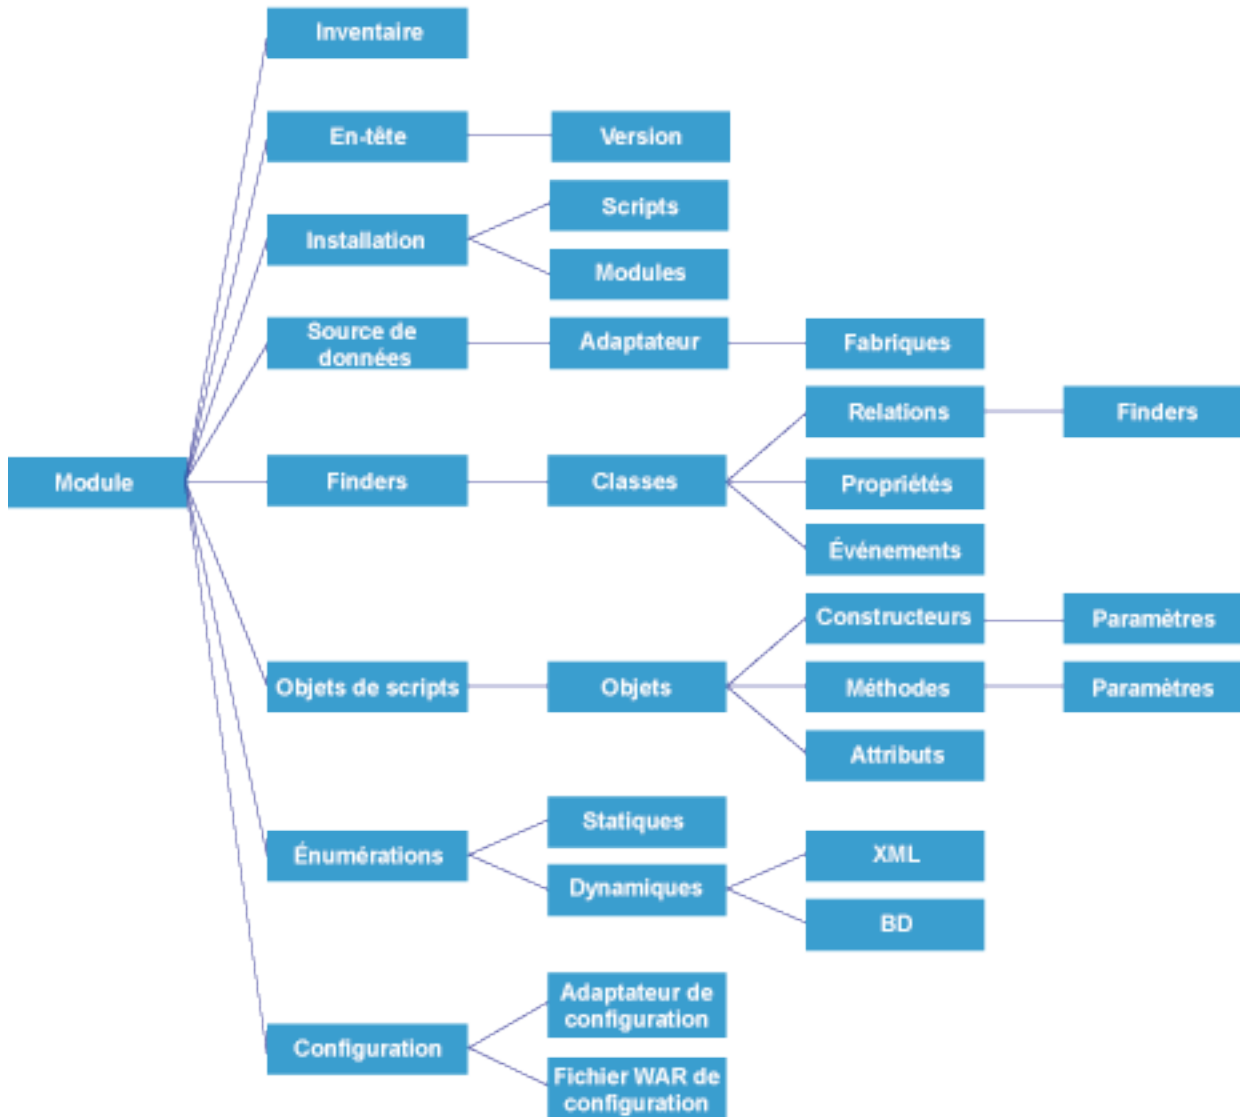 Inventaire
En-tête
Version
Scripts
Installation
Modules
Source de
données
Adaptateur
Fabriques
Relations
Finders
Module
Finders
Classes
Propriétés
Événements
Constructeurs
Paramètres
Objets de scripts
Objets
Méthodes
Paramètres
Attributs
Statiques
Énumérations
XML
Dynamiques
BD
Adaptateur de
configuration
Configuration
Fichier WAR de
configuration